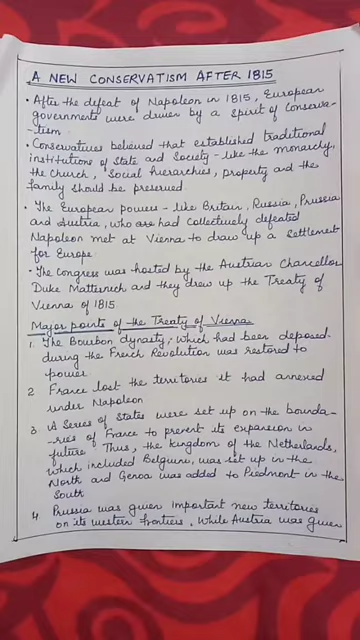 A NEW CONSERVATISM AFTER 1815
• After the defeat of Napoleon in 1815, European
governments were driven by a spirit of Conserva-
-tism
• Conservatives believed that established traditional
institutions of State and Society - like the monarchy,
the Church, Social hierarchies, property and the
family should be preserved
• The European powers - like Britain, Russia, Prussia
and Austria, who are had collectively defeated
Napoleon met at Vienna to draw up a Settlement
for Europe
• The Congress was hosted by the Austrian Chancellor
Duke Matternich and they drew up the Treaty of
Vienna of 1815
Major points of the Treaty of Vienna
1. The Bourbon dynasty, which had been deposed
during the French Revolution was restored to
power
2 France lost the territories it had annexed
under Napoleon
3. A Series of States were set up on the bounda-
-ries of France to prevent its expansion in
future Thus, the kingdom of the Netherlands,
which included Belgium, was set up in the
North and Genoa was added to Piedmont in the
South
4 Prussia was given important new territories
on its western frontiers, While Austria was given